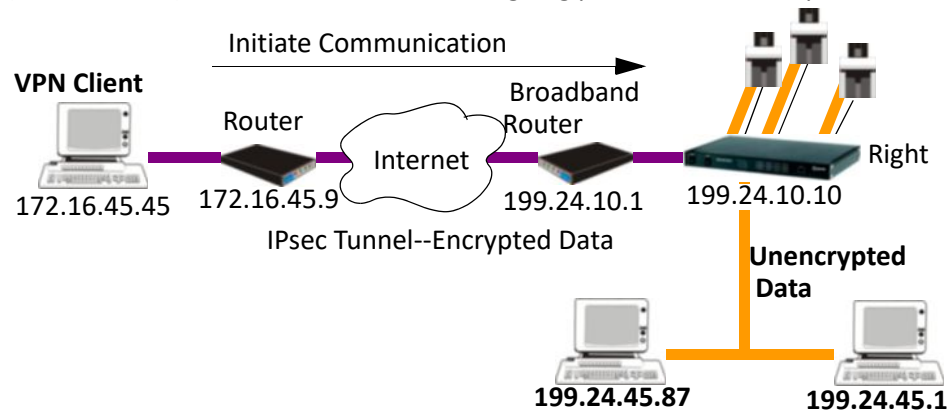 Initiate Communication
VPN Client
Broadband
Router
Router
Internet
Right
172.16.45.45
172.16.45.9
199.24.10.1
199.24.10.10
IPsec Tunnel--Encrypted Data
Unencrypted
Data
199.24.45.87
199.24.45.1